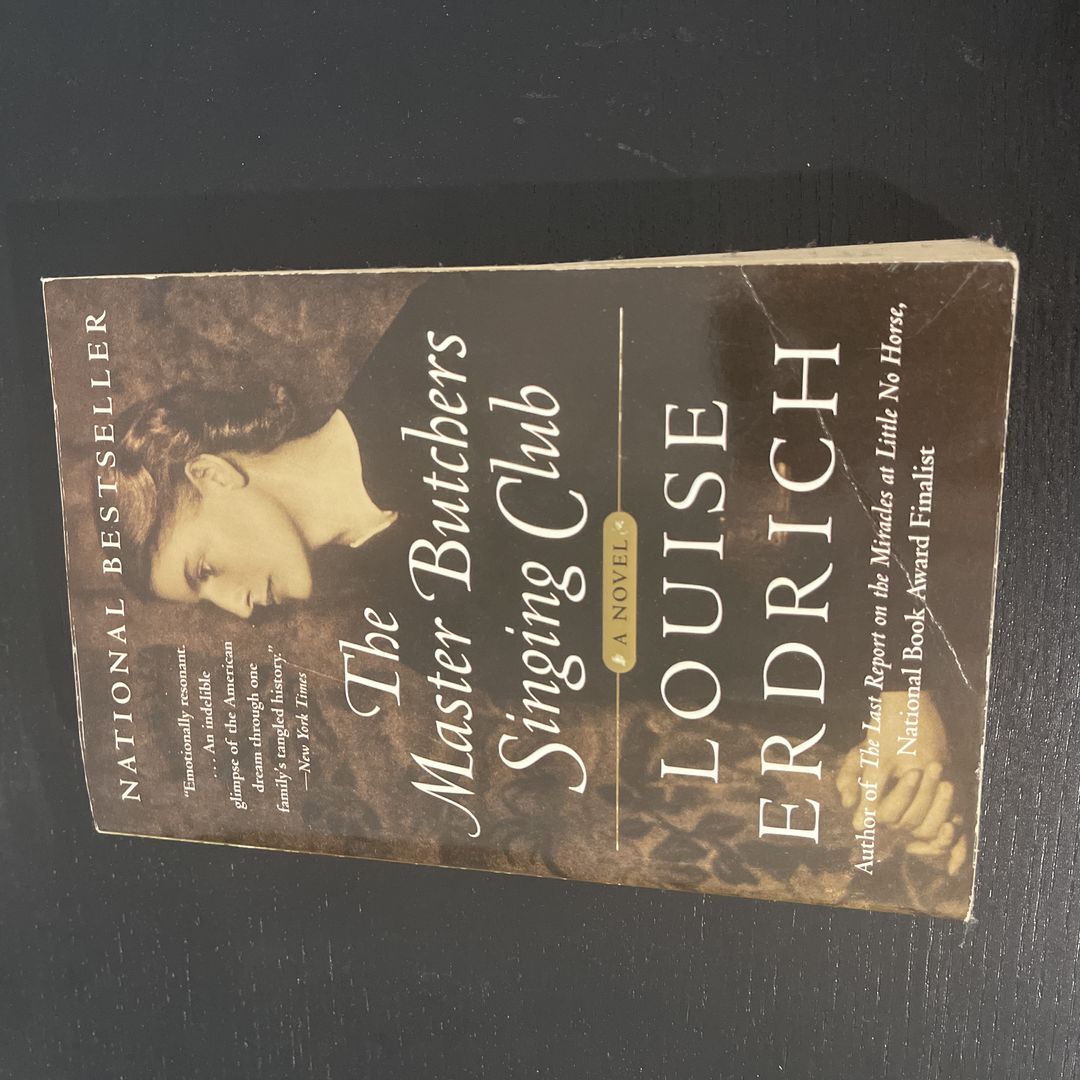 NATIONAL BESTSELLER
“Emotionally resonant
. . . . An indelible
glimpse of the American
dream through one
family’s tangled history.”
—New York Times
The
Master Butchers
Singing Club
A NOVEL
LOUISE
ERDRICH
Author of The Last Report on the Miracles at Little No Horse,
National Book Award Finalist